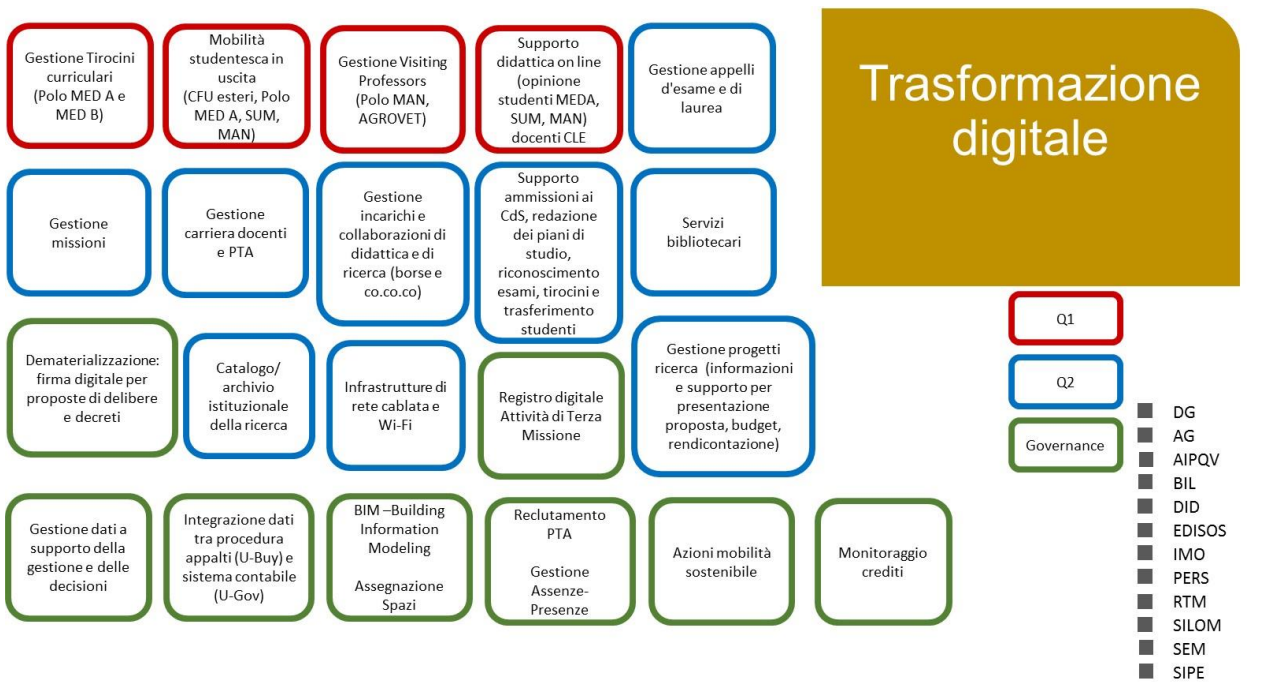 Gestione Tirocini
curriculari
(Polo MED A e
MED B)
Mobilità
studentesca in
uscita
(CFU esteri, Polo
MED A, SUM,
MAN)
Gestione Visiting
Professors
(Polo MAN,
AGROVET)
Supporto
didattica on line
(opinione
studenti MEDA,
SUM, MAN)
docenti CLE
Gestione appelli
d'esame e di
laurea
Trasformazione
digitale
Gestione
missioni
Gestione
carriera docenti
e PTA
Gestione
incarichi e
collaborazioni di
didattica e di
ricerca (borse e
co.co.co)
Supporto
ammissioni ai
CdS, redazione
dei piani di
studio,
riconoscimento
esami, tirocini e
trasferimento
studenti
Servizi
bibliotecari
Dematerializzazione:
firma digitale per
proposte di delibere
e decreti
Catalogo/
archivio
istituzionale
della ricerca
Infrastrutture di
rete cablata e
Wi-Fi
Registro digitale
Attività di Terza
Missione
Gestione progetti
ricerca (informazioni
e supporto per
presentazione
proposta, budget,
rendicontazione)
Q1
Q2
Governance
Gestione dati a
supporto della
gestione e delle
decisioni
Integrazione dati
tra procedura
appalti (U-Buy) e
sistema contabile
(U-Gov)
BIM –Building
Information
Modeling
Assegnazione
Spazi
Reclutamento
PTA
Gestione
Assenze-
Presenze
Azioni mobilità
sostenibile
Monitoraggio
crediti
DG
AG
AIPQV
BIL
DID
EDISOS
IMO
PERS
RTM
SILOM
SEM
SIPE